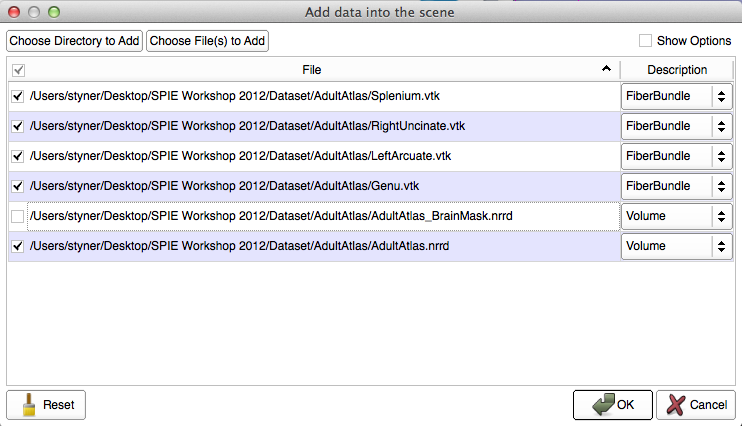 Add data into the scene
Choose Directory to Add Choose File(s) to Add Show Options
File Description
/Users/styner/Desktop/SPIE Workshop 2012/Dataset/AdultAtlas/Splenium.vtk FiberBundle
/Users/styner/Desktop/SPIE Workshop 2012/Dataset/AdultAtlas/RightUncinate.vtk FiberBundle
/Users/styner/Desktop/SPIE Workshop 2012/Dataset/AdultAtlas/LeftArcuate.vtk FiberBundle
/Users/styner/Desktop/SPIE Workshop 2012/Dataset/AdultAtlas/Genu.vtk FiberBundle
/Users/styner/Desktop/SPIE Workshop 2012/Dataset/AdultAtlas/AdultAtlas_BrainMask.nrrd Volume
/Users/styner/Desktop/SPIE Workshop 2012/Dataset/AdultAtlas/AdultAtlas.nrrd Volume
Reset OK Cancel